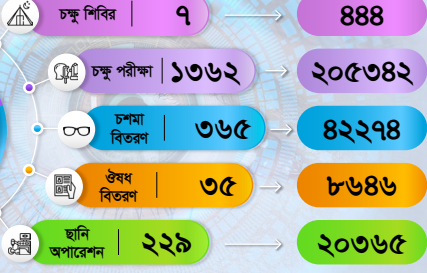 চক্ষু শিবির ৭ ৪৪৪
চক্ষু পরীক্ষা ১৩৬২ ২০৫৩৪২
চশমা
বিতরণ ৩৬৫ ৪২২৭৪
ঔষধ
বিতরণ ৩৫ ৮৬৪৬
ছানি
অপারেশন ২২৯ ২০৩৬৫